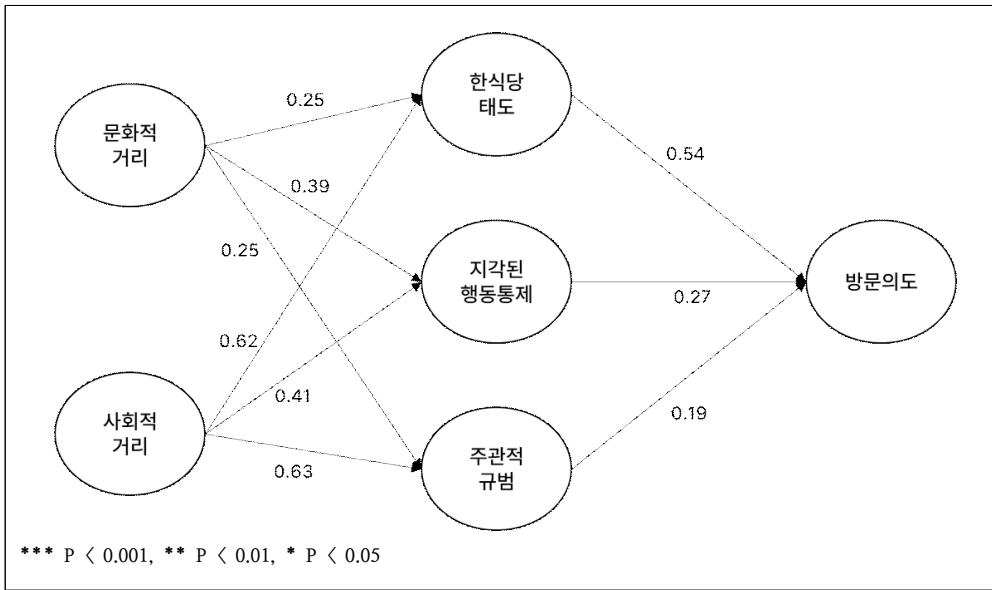 한식당
태도
0.25
문화적
거리
0.54
0.39
0.25
지각된
행동통제
방문의도
0.27
0.62
0.41
사회적
거리
0.19
0.63
주관적
규범
*** P < 0.001, ** P < 0.01, * P < 0.05